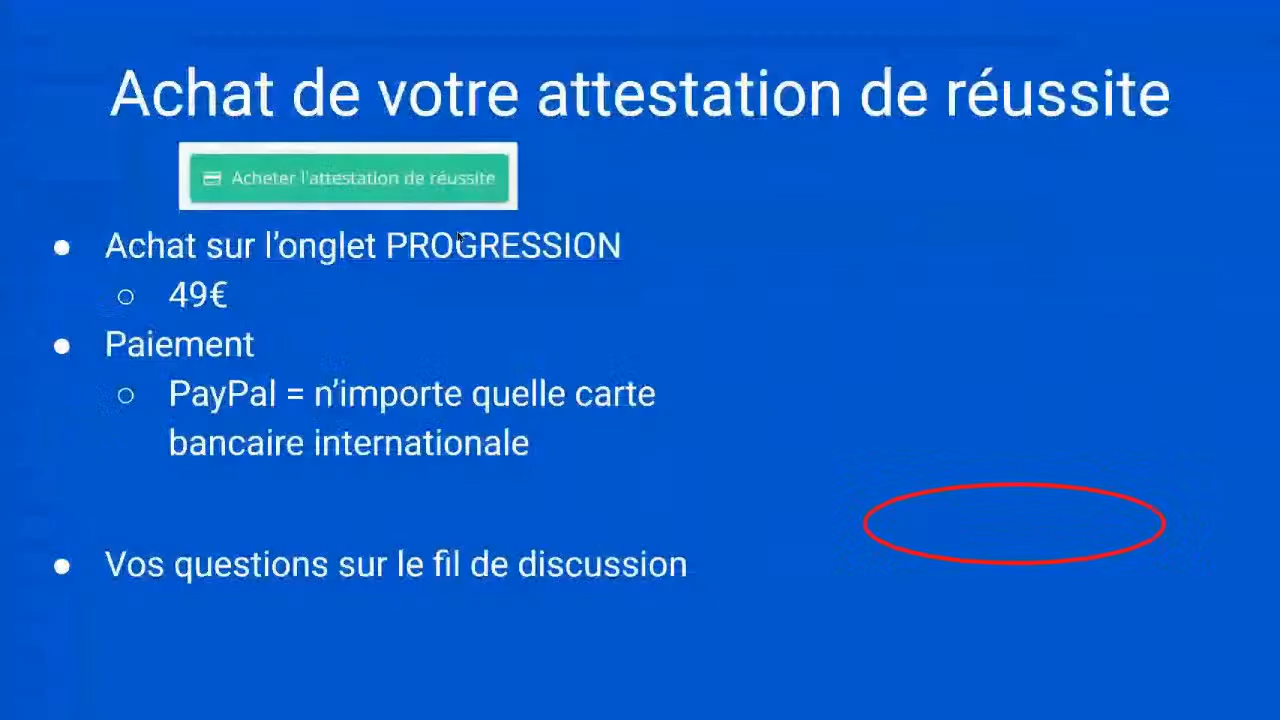 Achat de votre attestation de réussite
Acheter l'attestation de réussite
● Achat sur l’onglet PROGRESSION
○ 49€
● Paiement
○ PayPal = n’importe quelle carte
bancaire internationale
● Vos questions sur le fil de discussion